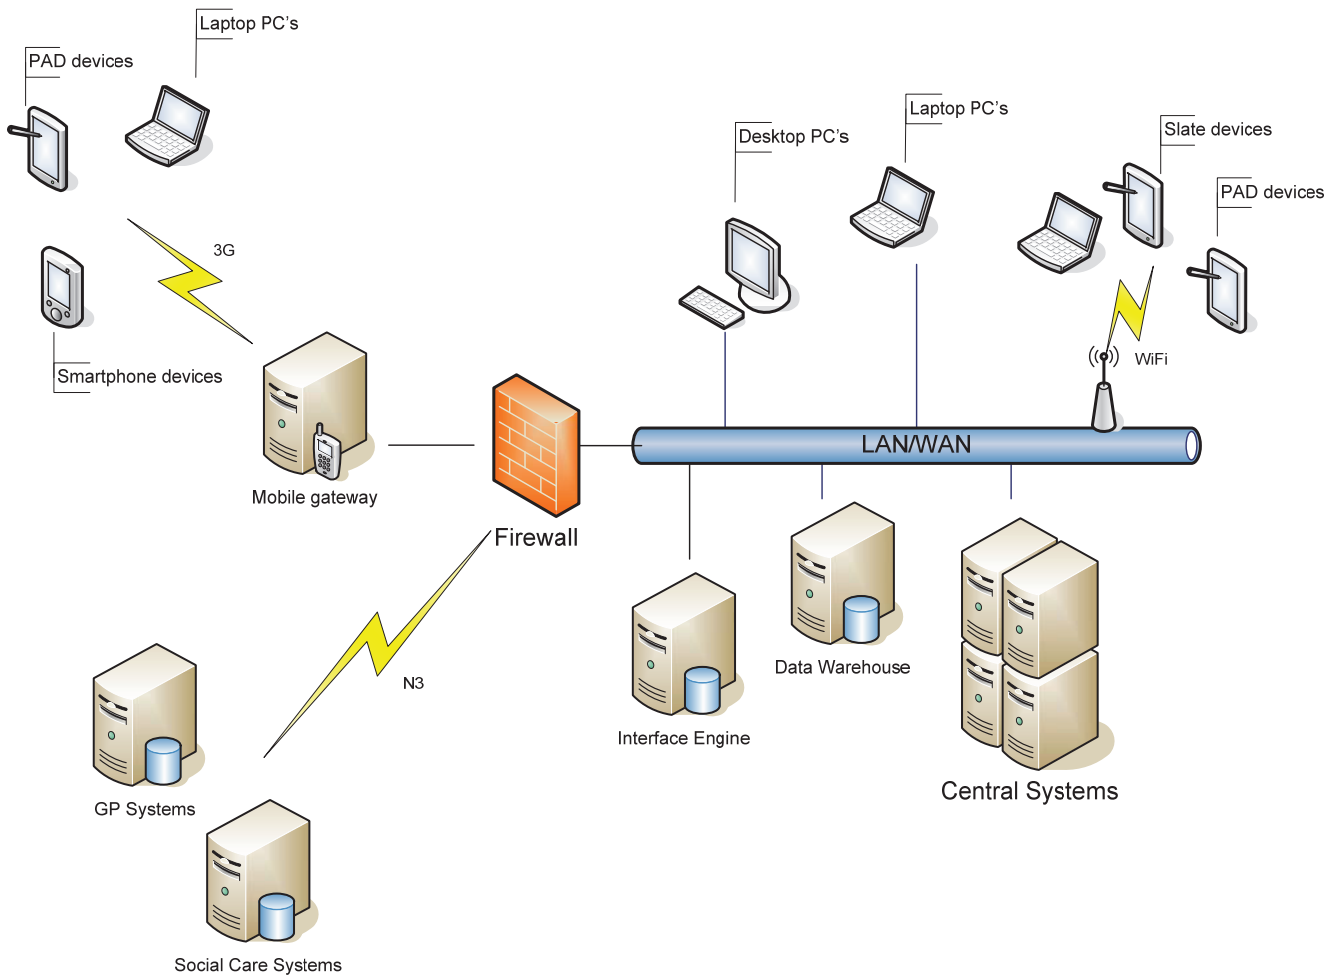 Laptop PC's
PAD devices
Laptop PC's
Slate devices
Desktop PC's
PAD devices
3G
WiFi
Smartphone devices
LAN/WAN
Mobile gateway
Firewall
Data Warehouse
N3
Interface Engine
Central Systems
GP Systems
Social Care Systems